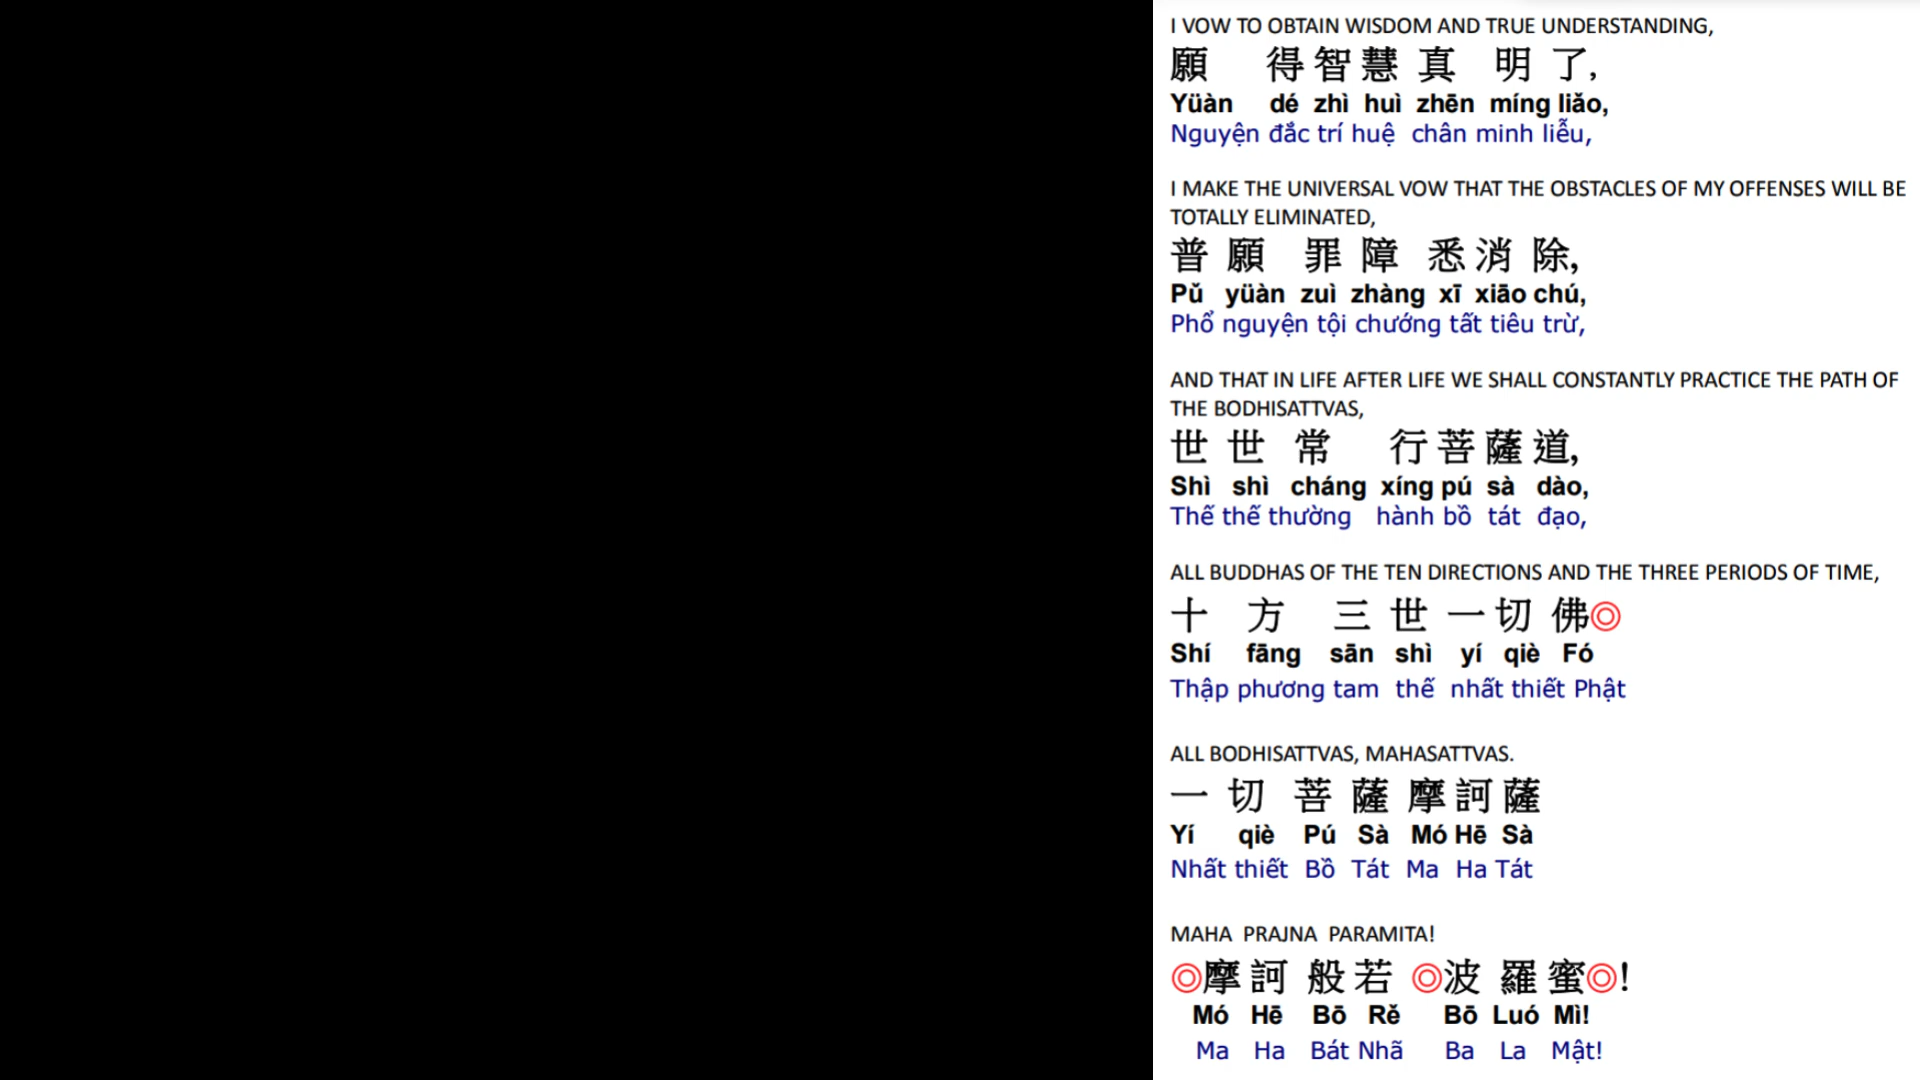 I VOW TO OBTAIN WISDOM AND TRUE UNDERSTANDING,
願 得 智 慧 真 明 了,
Yüàn dé zhì huì zhēn míng liǎo,
Nguyện đắc trí huệ chân minh liễu,
I MAKE THE UNIVERSAL VOW THAT THE OBSTACLES OF MY OFFENSES WILL BE
TOTALLY ELIMINATED,
普 願 罪 障 悉 消 除,
Pǔ yüàn zuì zhàng xī xiāo chú,
Phổ nguyện tội chướng tất tiêu trừ,
AND THAT IN LIFE AFTER LIFE WE SHALL CONSTANTLY PRACTICE THE PATH OF
THE BODHISATTVAS,
世 世 常 行 菩 薩 道,
Shì shì cháng xíng pú sà dào,
Thế thế thường hành bồ tát đạo,
ALL BUDDHAS OF THE TEN DIRECTIONS AND THE THREE PERIODS OF TIME,
十 方 三 世 一 切 佛◎
Shí fāng sān shì yí qiè Fó
Thập phương tam thế nhất thiết Phật
ALL BODHISATTVAS, MAHASATTVAS.
一 切 菩 薩 摩 訶 薩
Yí qiè Pú Sà Mó Hē Sà
Nhất thiết Bồ Tát Ma Ha Tát
MAHA PRAJNA PARAMITA!
◎摩 訶 般 若 ◎波 羅 蜜◎!
Mó Hē Bō Rě Bō Luó Mì!
Ma Ha Bát Nhã Ba La Mật!